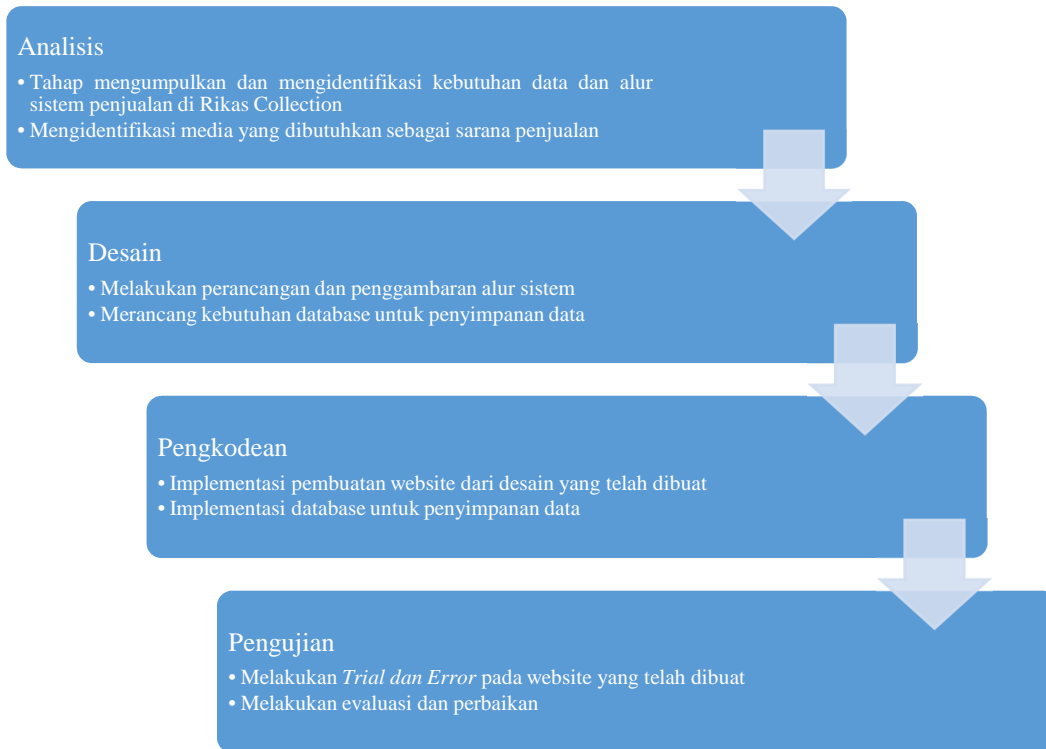 Analisis
• Tahap mengumpulkan dan mengidentifikasi kebutuhan data dan alur
sistem penjualan di Rikas Collection
• Mengidentifikasi media yang dibutuhkan sebagai sarana penjualan
Desain
• Melakukan perancangan dan penggambaran alur sistem
• Merancang kebutuhan database untuk penyimpanan data
Pengkodean
• Implementasi pembuatan website dari desain yang telah dibuat
• Implementasi database untuk penyimpanan data
Pengujian
• Melakukan Trial dan Error pada website yang telah dibuat
• Melakukan evaluasi dan perbaikan